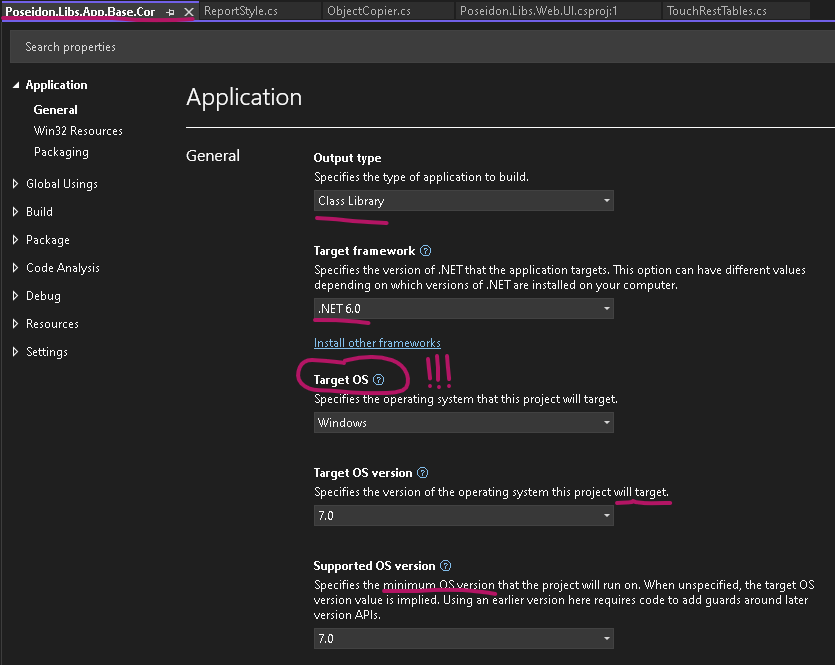 Poseidon.Libs.App.Base.Cor
ReportStyle.cs
ObjectCopier.cs
Poseidon.Libs.Web.UI.csproj:1
TouchRestTables.cs
Search properties
Application
General
Win32 Resources
Packaging
Global Usings
Build
Package
Code Analysis
Debug
Resources
Settings
Application
General
Output type
Specifies the type of application to build.
Class Library
Target framework ?
Specifies the version of .NET that the application targets. This option can have different values
depending on which versions of .NET are installed on your computer.
.NET 6.0
Install other frameworks
Target OS ? !!!
Specifies the operating system that this project will target.
Windows
Target OS version ?
Specifies the version of the operating system this project will target.
7.0
Supported OS version ?
Specifies the minimum OS version that the project will run on. When unspecified, the target OS
version value is implied. Using an earlier version here requires code to add guards around later
version APIs.
7.0